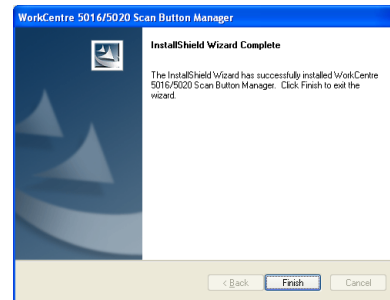 WorkCentre 5016/5020 Scan Button Manager
InstallShield Wizard Complete
The InstallShield Wizard has successfully installed WorkCentre
5016/5020 Scan Button Manager. Click Finish to exit the
wizard.
< Back Finish Cancel